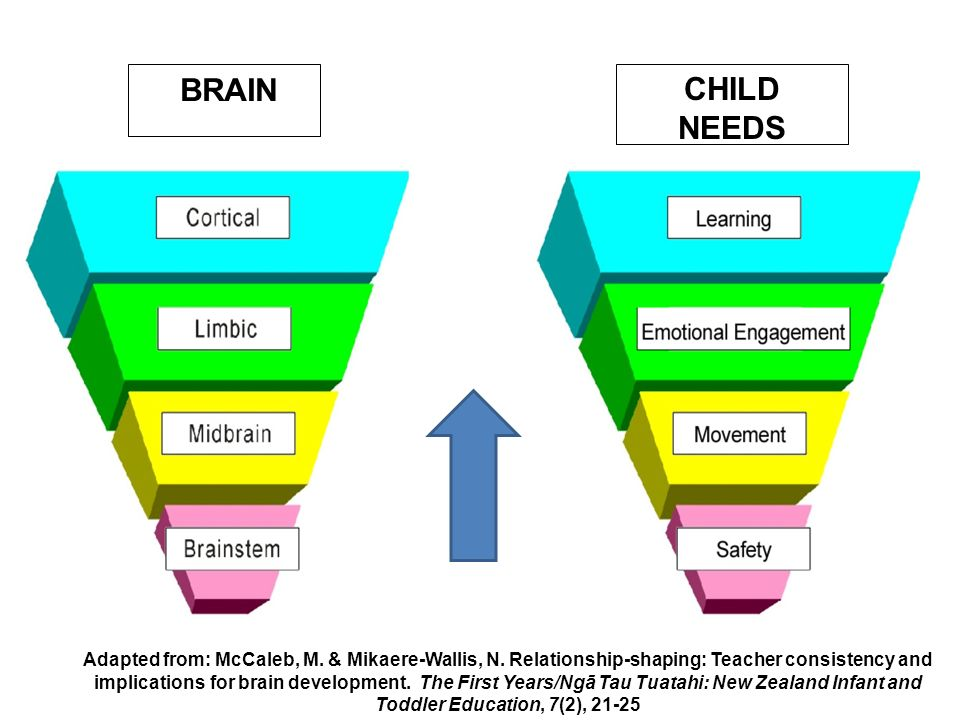 BRAIN
CHILD
NEEDS
Cortical
Limbic
Midbrain
Brainstem
Learning
Emotional Engagement
Movement
Safety
Adapted from: McCaleb, M. & Mikaere-Wallis, N. Relationship-shaping: Teacher consistency and
implications for brain development. The First Years/Ngā Tau Tuatahi: New Zealand Infant and
Toddler Education, 7(2), 21-25